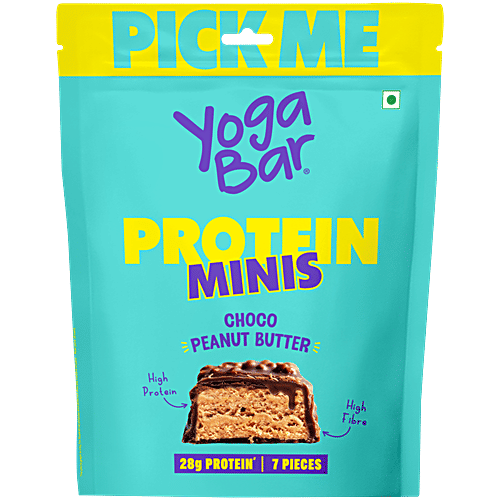 PICK ME
Yoga
Bar®
PROTEIN
MINIS
CHOCO
PEANUT BUTTER
High
Protein
High
Fibre
28g PROTEIN* | 7 PIECES